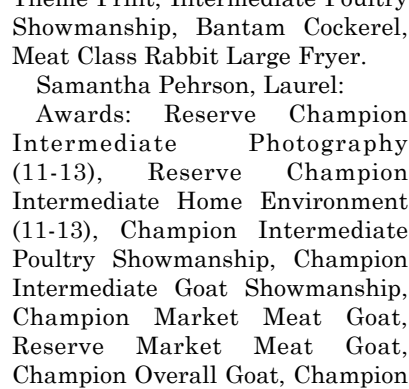 Theme Print, Intermediate Poultry
Showmanship, Bantam Cockerel,
Meat Class Rabbit Large Fryer.
Samantha Pehrson, Laurel:
Awards: Reserve Champion
Intermediate Photography
(11-13), Reserve Champion
Intermediate Home Environment
(11-13), Champion Intermediate
Poultry Showmanship, Champion
Intermediate Goat Showmanship,
Champion Market Meat Goat,
Reserve Market Meat Goat,
Champion Overall Goat, Champion